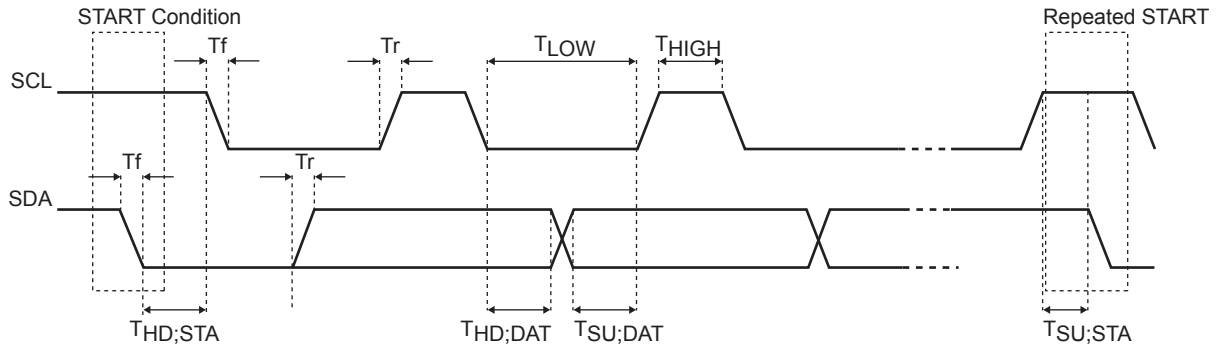 START Condition
Repeated START
Tf
Tr
TLOW
THIGH
SCL
Tf
Tr
SDA
THD;STA
THD;DAT
TSU;DAT
TSU;STA